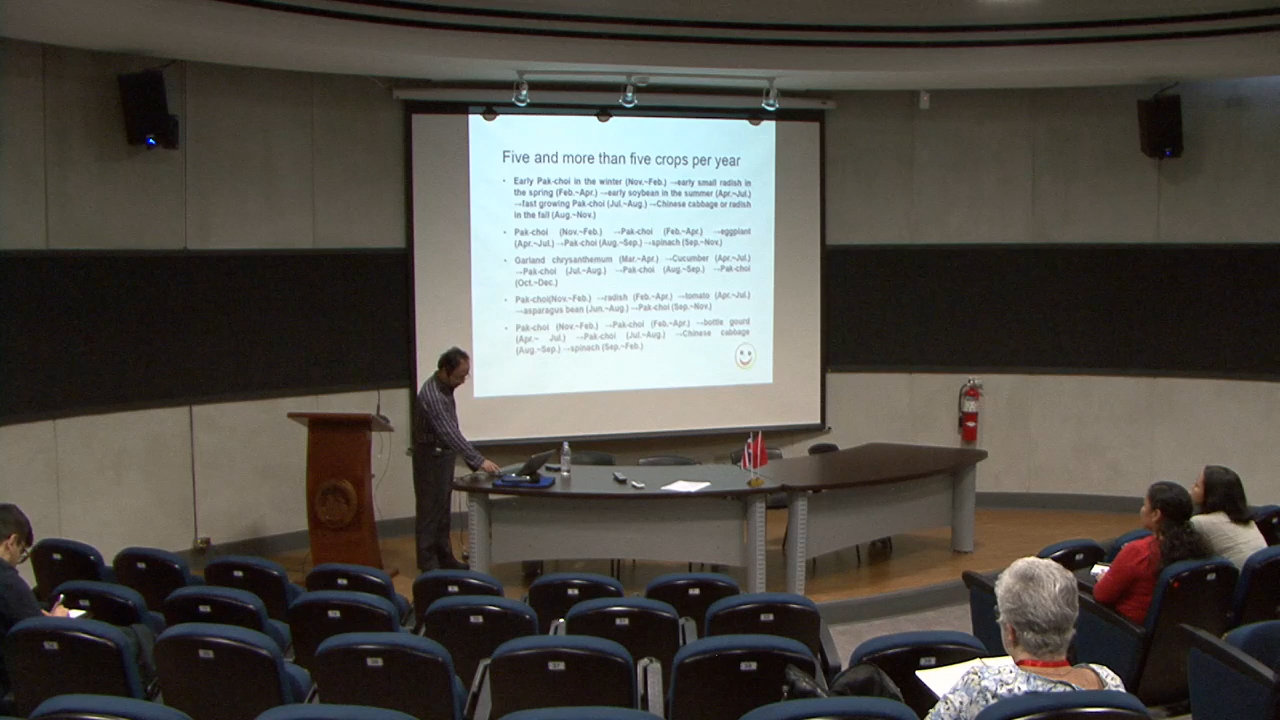 Five and more than five crops per year
• Early Pak-choi in the winter (Nov.~Feb.) →early small radish in
the spring (Feb.~Apr.) →early soybean in the summer (Apr.~Jul.)
→fast growing Pak-choi (Jul.~Aug.) →Chinese cabbage or radish
in the fall (Aug.~Nov.)
• Pak-choi (Nov.~Feb.) →Pak-choi (Feb.~Apr.) →eggplant
(Apr.~Jul.) →Pak-choi (Aug.~Sep.) →spinach (Sep.~Nov.)
• Garland chrysanthemum (Mar.~Apr.) →Cucumber (Apr.~Jul.)
→Pak-choi (Jul.~Aug.) →Pak-choi (Aug.~Sep.) →Pak-choi
(Oct.~Dec.)
• Pak-choi(Nov.~Feb.) →radish (Feb.~Apr.) →tomato (Apr.~Jul.)
→asparagus bean (Jun.~Aug.) →Pak-choi (Sep.~Nov.)
• Pak-choi (Nov.~Feb.) →Pak-choi (Feb.~Apr.) →bottle gourd
(Apr.~ Jul.) →Pak-choi (Jul.~Aug.) →Chinese cabbage
(Aug.~Sep.) →spinach (Sep.~Feb.)